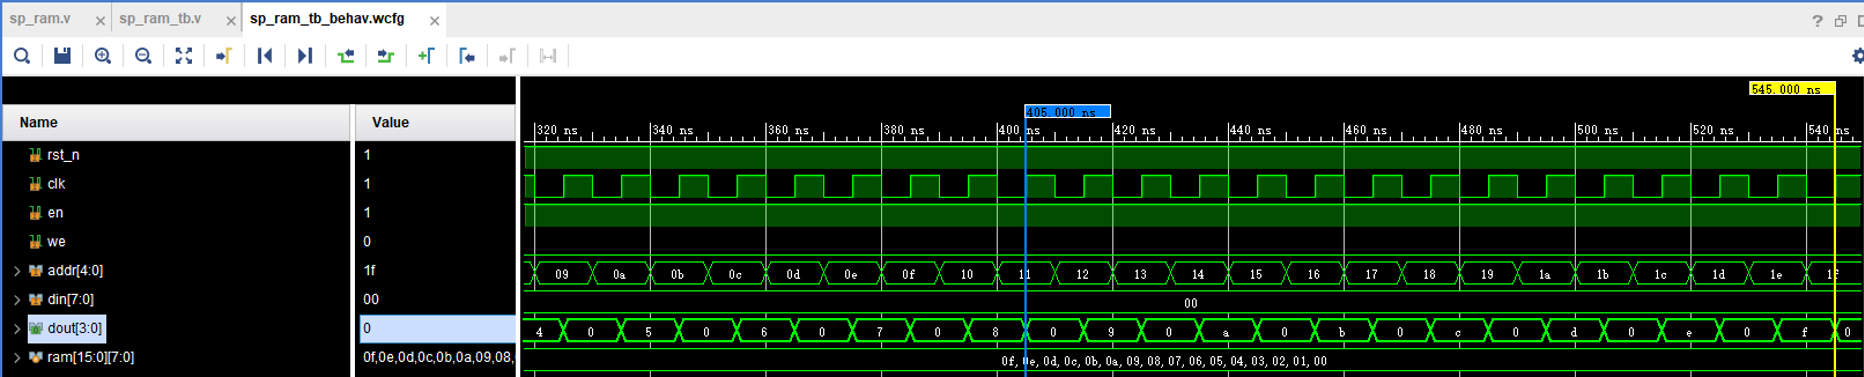 sp_ram.v × sp_ram_tb.v × sp_ram_tb_behav.wcfg ×
?
545.000 ns
405.000 ns
Name Value
320 ns 340 ns 360 ns 380 ns 400 ns 420 ns 440 ns 460 ns 480 ns 500 ns 520 ns 540 ns
rst_n 1
clk 1
en 1
we 0
addr[4:0] 1f 09 0a 0b 0c 0d 0e 0f 10 11 12 13 14 15 16 17 18 19 1a 1b 1c 1d 1e 1f
din[7:0] 00 00
dout[3:0] 0 4 0 5 0 6 0 7 0 8 0 9 0 a 0 b 0 c 0 d 0 e 0 f 0
ram[15:0][7:0] 0f,0e,0d,0c,0b,0a,09,08, 0f, 0e, 0d, 0c, 0b, 0a, 09, 08, 07, 06, 05, 04, 03, 02, 01, 00